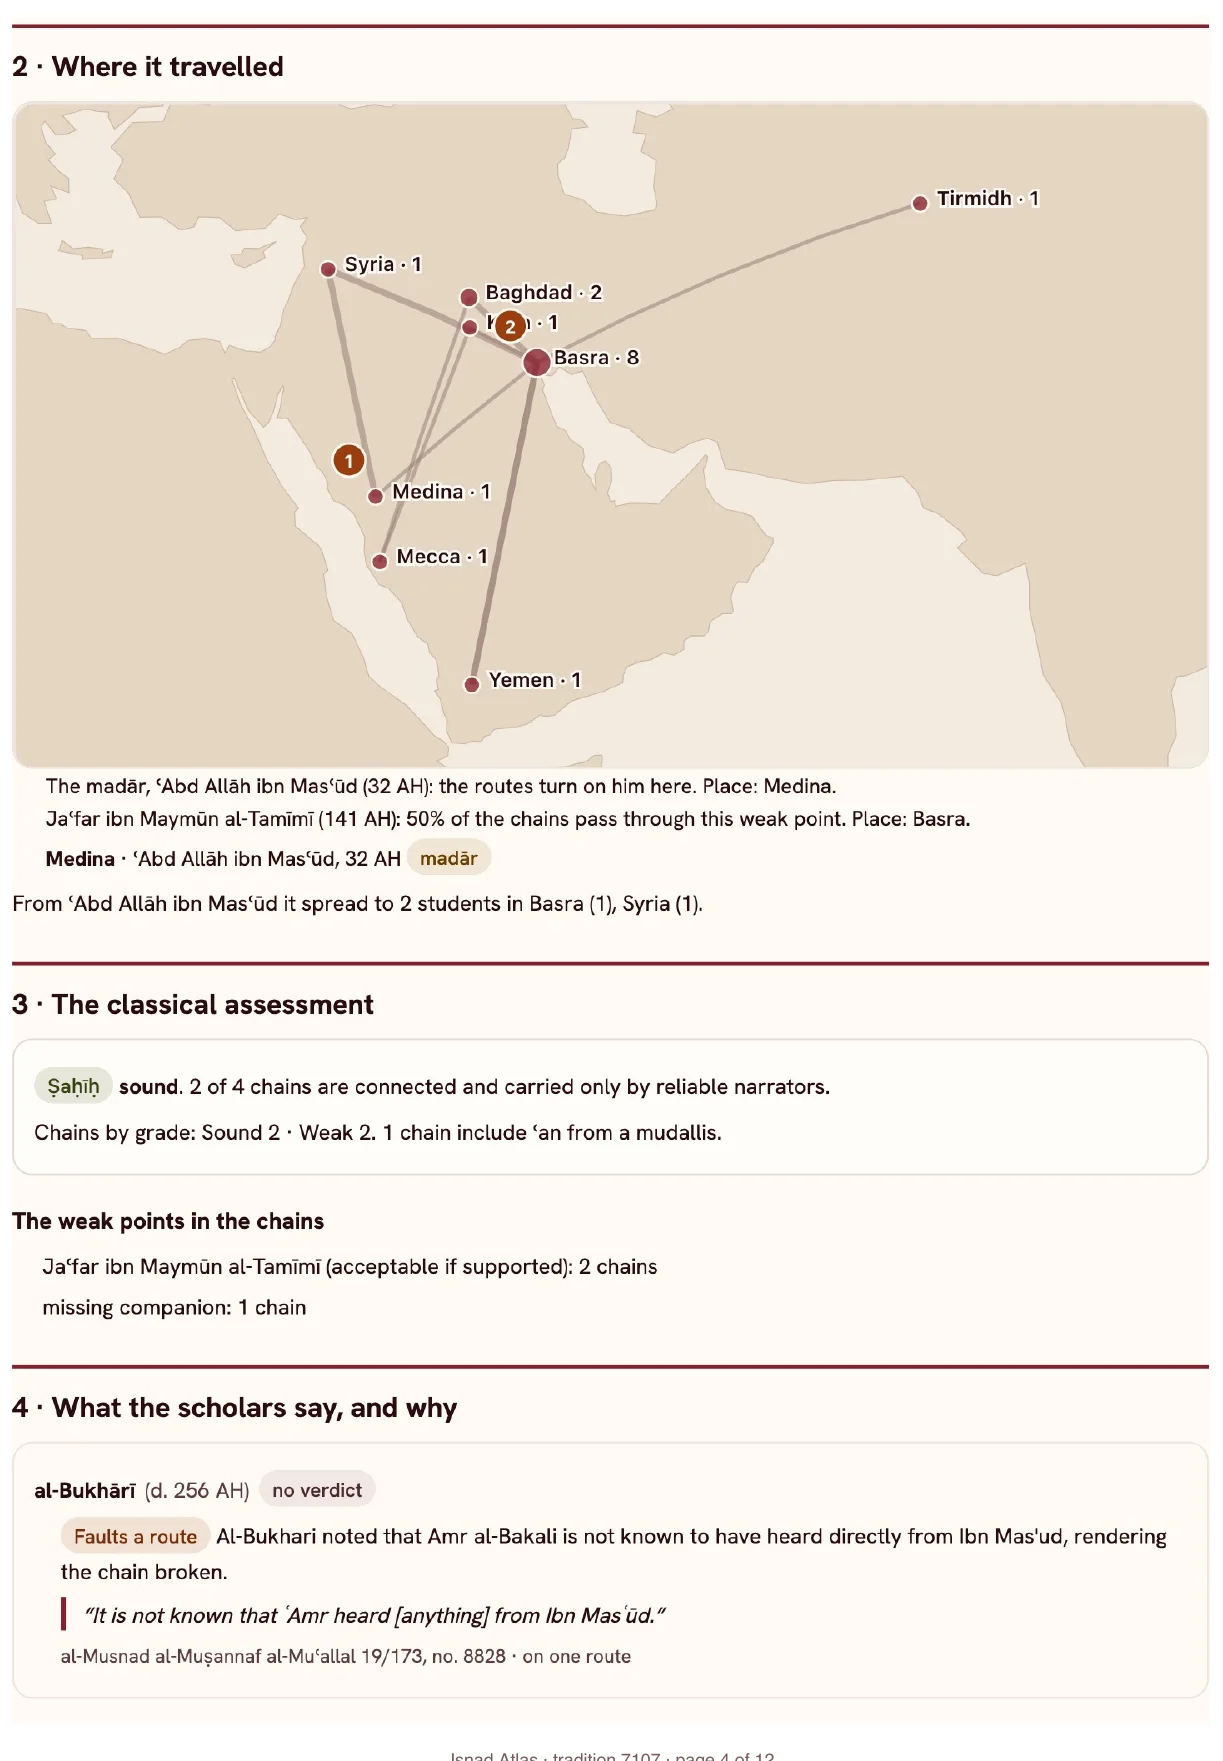 2 · Where it travelled
Tirmidh · 1
Syria · 1
Baghdad · 2
2
· 1
Basra · 8
1
Medina · 1
Mecca · 1
Yemen · 1
The madār, ʿAbd Allāh ibn Masʿūd (32 AH): the routes turn on him here. Place: Medina.
Jaʿfar ibn Maymūn al-Tamīmī (141 AH): 50% of the chains pass through this weak point. Place: Basra.
Medina · ʿAbd Allāh ibn Masʿūd, 32 AH madār
From ʿAbd Allāh ibn Masʿūd it spread to 2 students in Basra (1), Syria (1).
3 · The classical assessment
Ṣaḥīḥ sound. 2 of 4 chains are connected and carried only by reliable narrators.
Chains by grade: Sound 2 · Weak 2. 1 chain include ʿan from a mudallis.
The weak points in the chains
Jaʿfar ibn Maymūn al-Tamīmī (acceptable if supported): 2 chains
missing companion: 1 chain
4 · What the scholars say, and why
al-Bukhārī (d. 256 AH) no verdict
Faults a route Al-Bukhari noted that Amr al-Bakali is not known to have heard directly from Ibn Mas'ud, rendering
the chain broken.
“It is not known that ʿAmr heard [anything] from Ibn Masʿūd.”
al-Musnad al-Muṣannaf al-Muʿallal 19/173, no. 8828 · on one route
Isnad Atlas · tradition 7107 · page 4 of 12